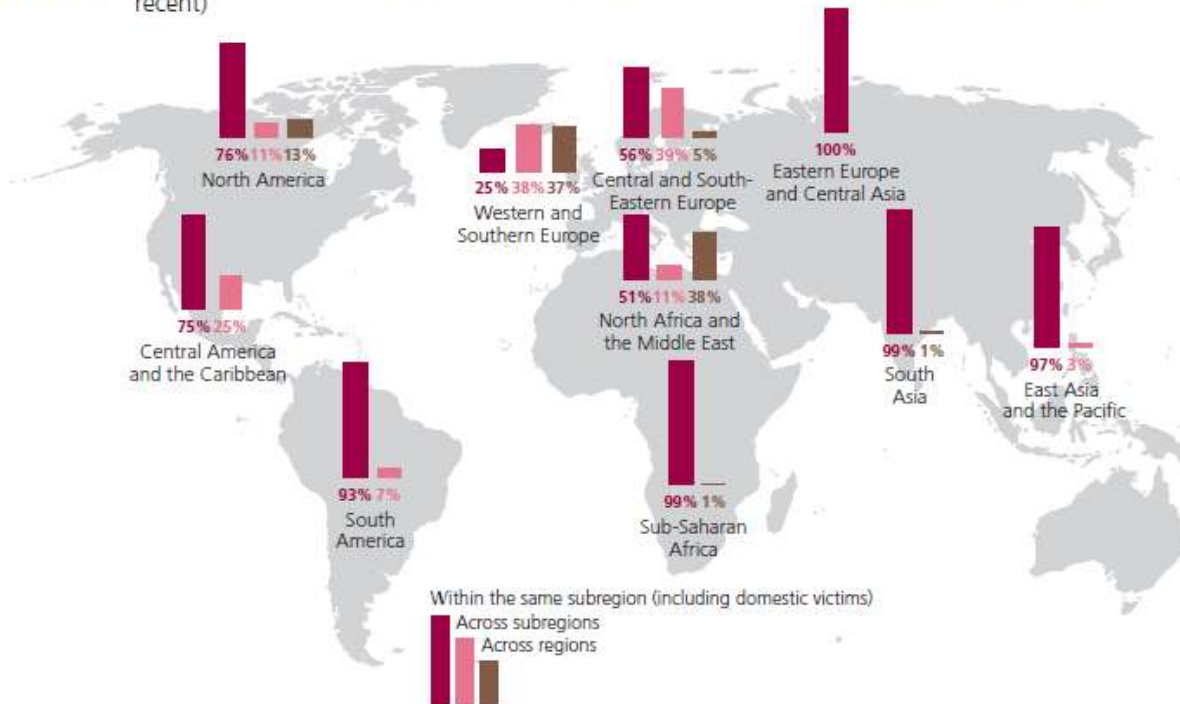 recent)
76% 11% 13%
North America
25% 38% 37%
Western and
Southern Europe
56% 39% 5%
Central and South-
Eastern Europe
100%
Eastern Europe
and Central Asia
75% 25%
Central America
and the Caribbean
51% 11% 38%
North Africa and
the Middle East
99% 1%
South
Asia
97% 3%
East Asia
and the Pacific
93% 7%
South
America
99% 1%
Sub-Saharan
Africa
Within the same subregion (including domestic victims)
Across subregions
Across regions